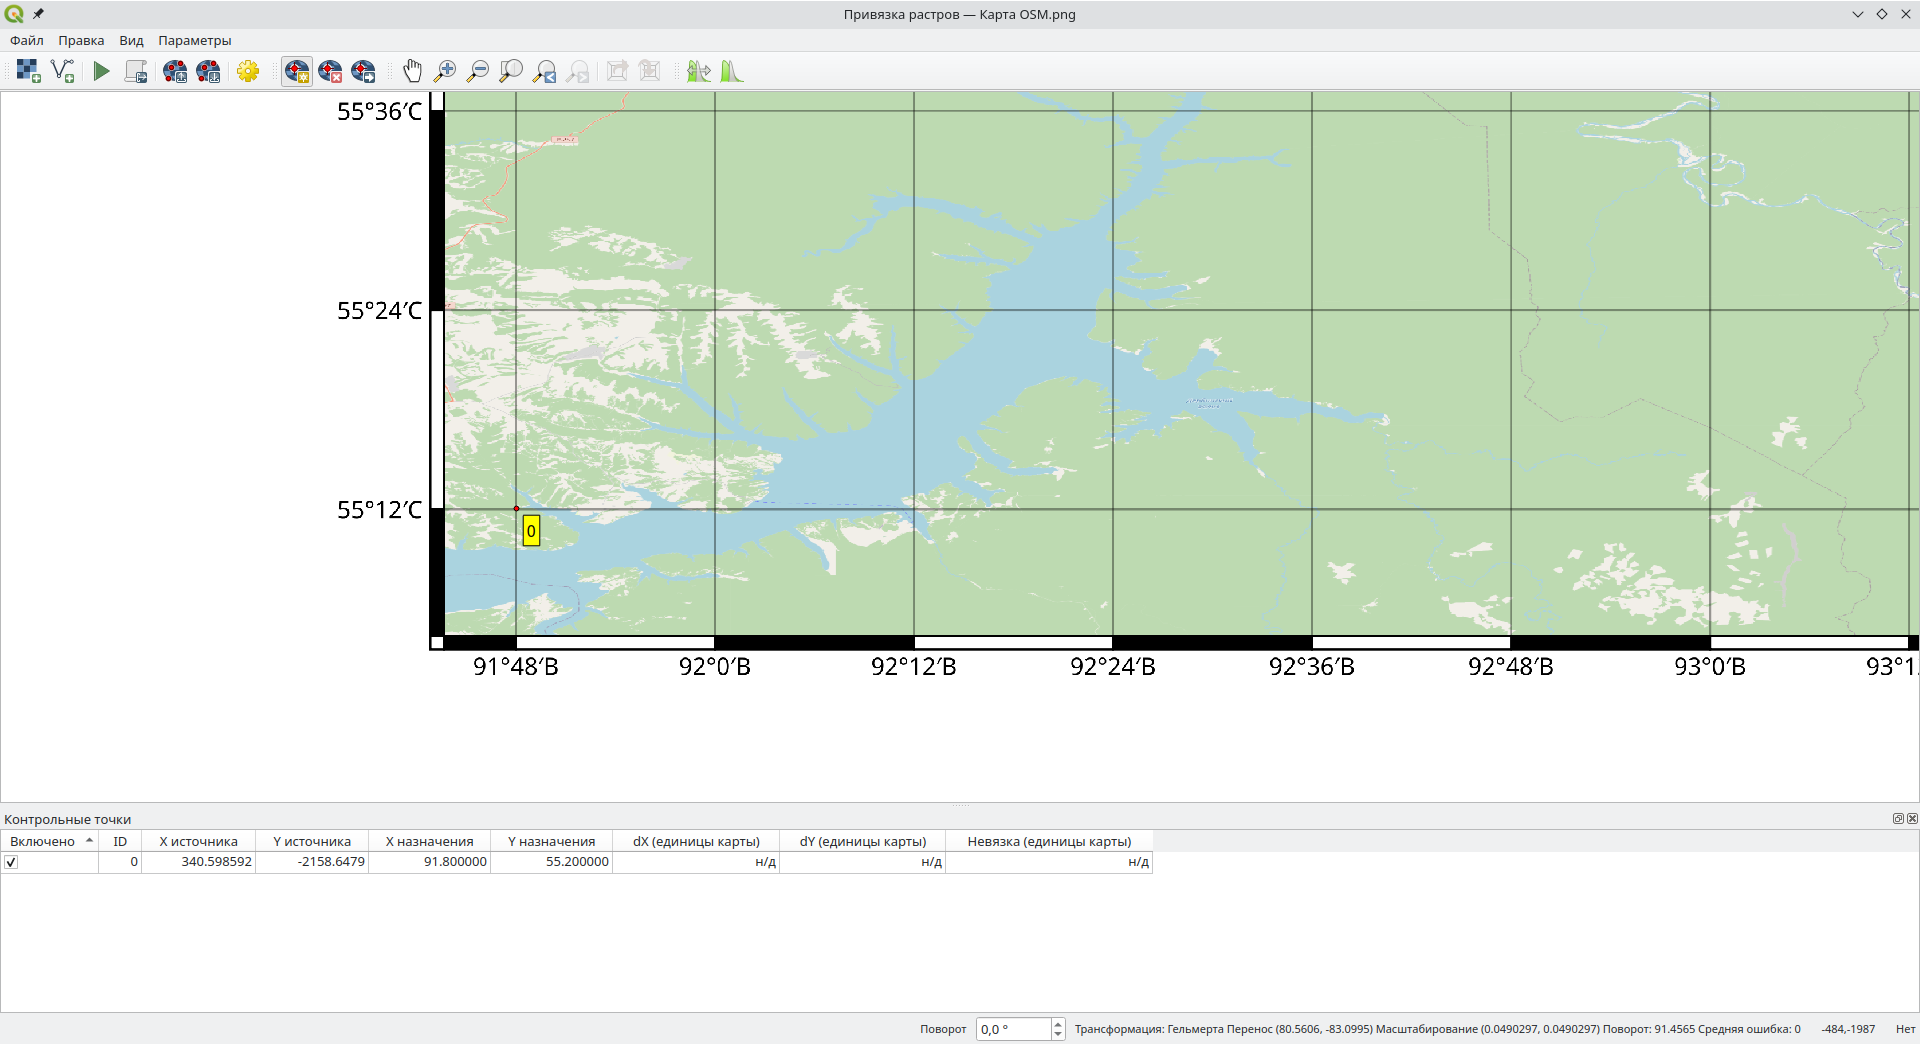 Привязка растров — Карта OSM.png
Файл Правка Вид Параметры
55°36′С
55°24′С
55°12′С
0
91°48′В 92°0′В 92°12′В 92°24′В 92°36′В 92°48′В 93°0′В 93°1
Контрольные точки
Включено ID X источника Y источника X назначения Y назначения dX (единицы карты) dY (единицы карты) Невязка (единицы карты)
0 340.598592 -2158.6479 91.800000 55.200000 н/д н/д н/д
Поворот 0,0 ° Трансформация: Гельмерта Перенос (80.5606, -83.0995) Масштабирование (0.0490297, 0.0490297) Поворот: 91.4565 Средняя ошибка: 0 -484,-1987 Нет